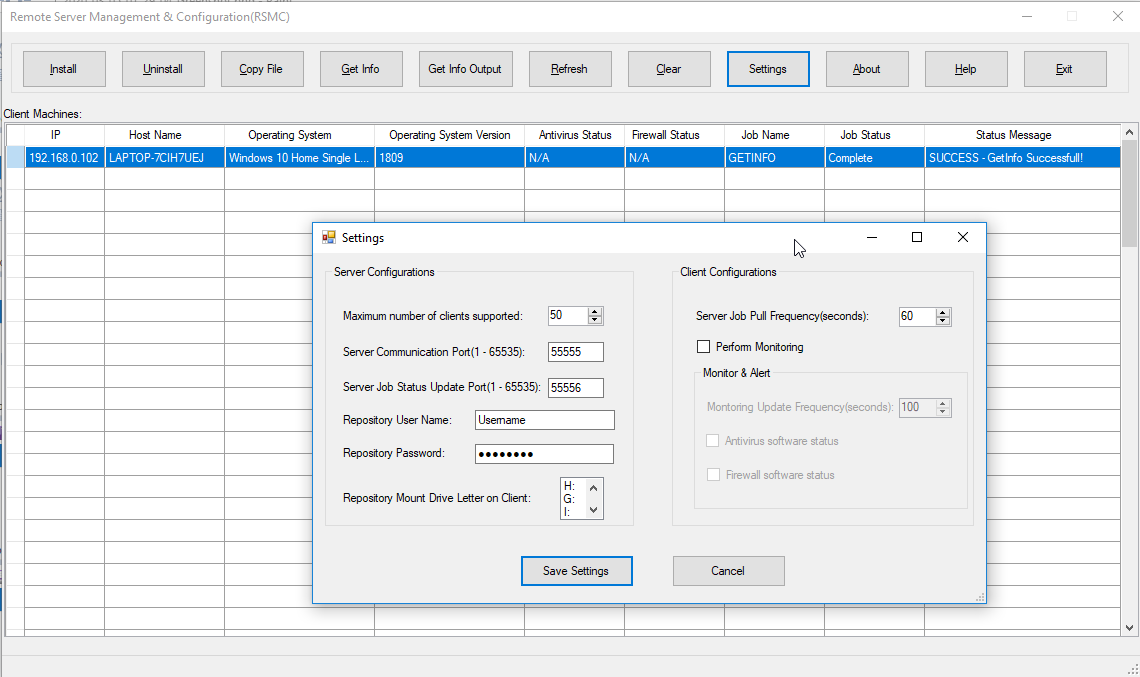 Remote Server Management & Configuration(RSMC)
Install Uninstall Copy File Get Info Get Info Output Refresh Clear Settings About Help Exit
Client Machines:
IP Host Name Operating System Operating System Version Antivirus Status Firewall Status Job Name Job Status Status Message
192.168.0.102 LAPTOP-7CIH7UEJ Windows 10 Home Single L... 1809 N/A N/A GETINFO Complete SUCCESS - GetInfo Successfull!
Settings
Server Configurations
Maximum number of clients supported: 50
Server Communication Port(1 - 65535): 55555
Server Job Status Update Port(1 - 65535): 55556
Repository User Name: Username
Repository Password: ●●●●●●●●
Repository Mount Drive Letter on Client: H:
G:
I:
Client Configurations
Server Job Pull Frequency(seconds): 60
Perform Monitoring
Monitor & Alert
Montoring Update Frequency(seconds): 100
Antivirus software status
Firewall software status
Save Settings Cancel